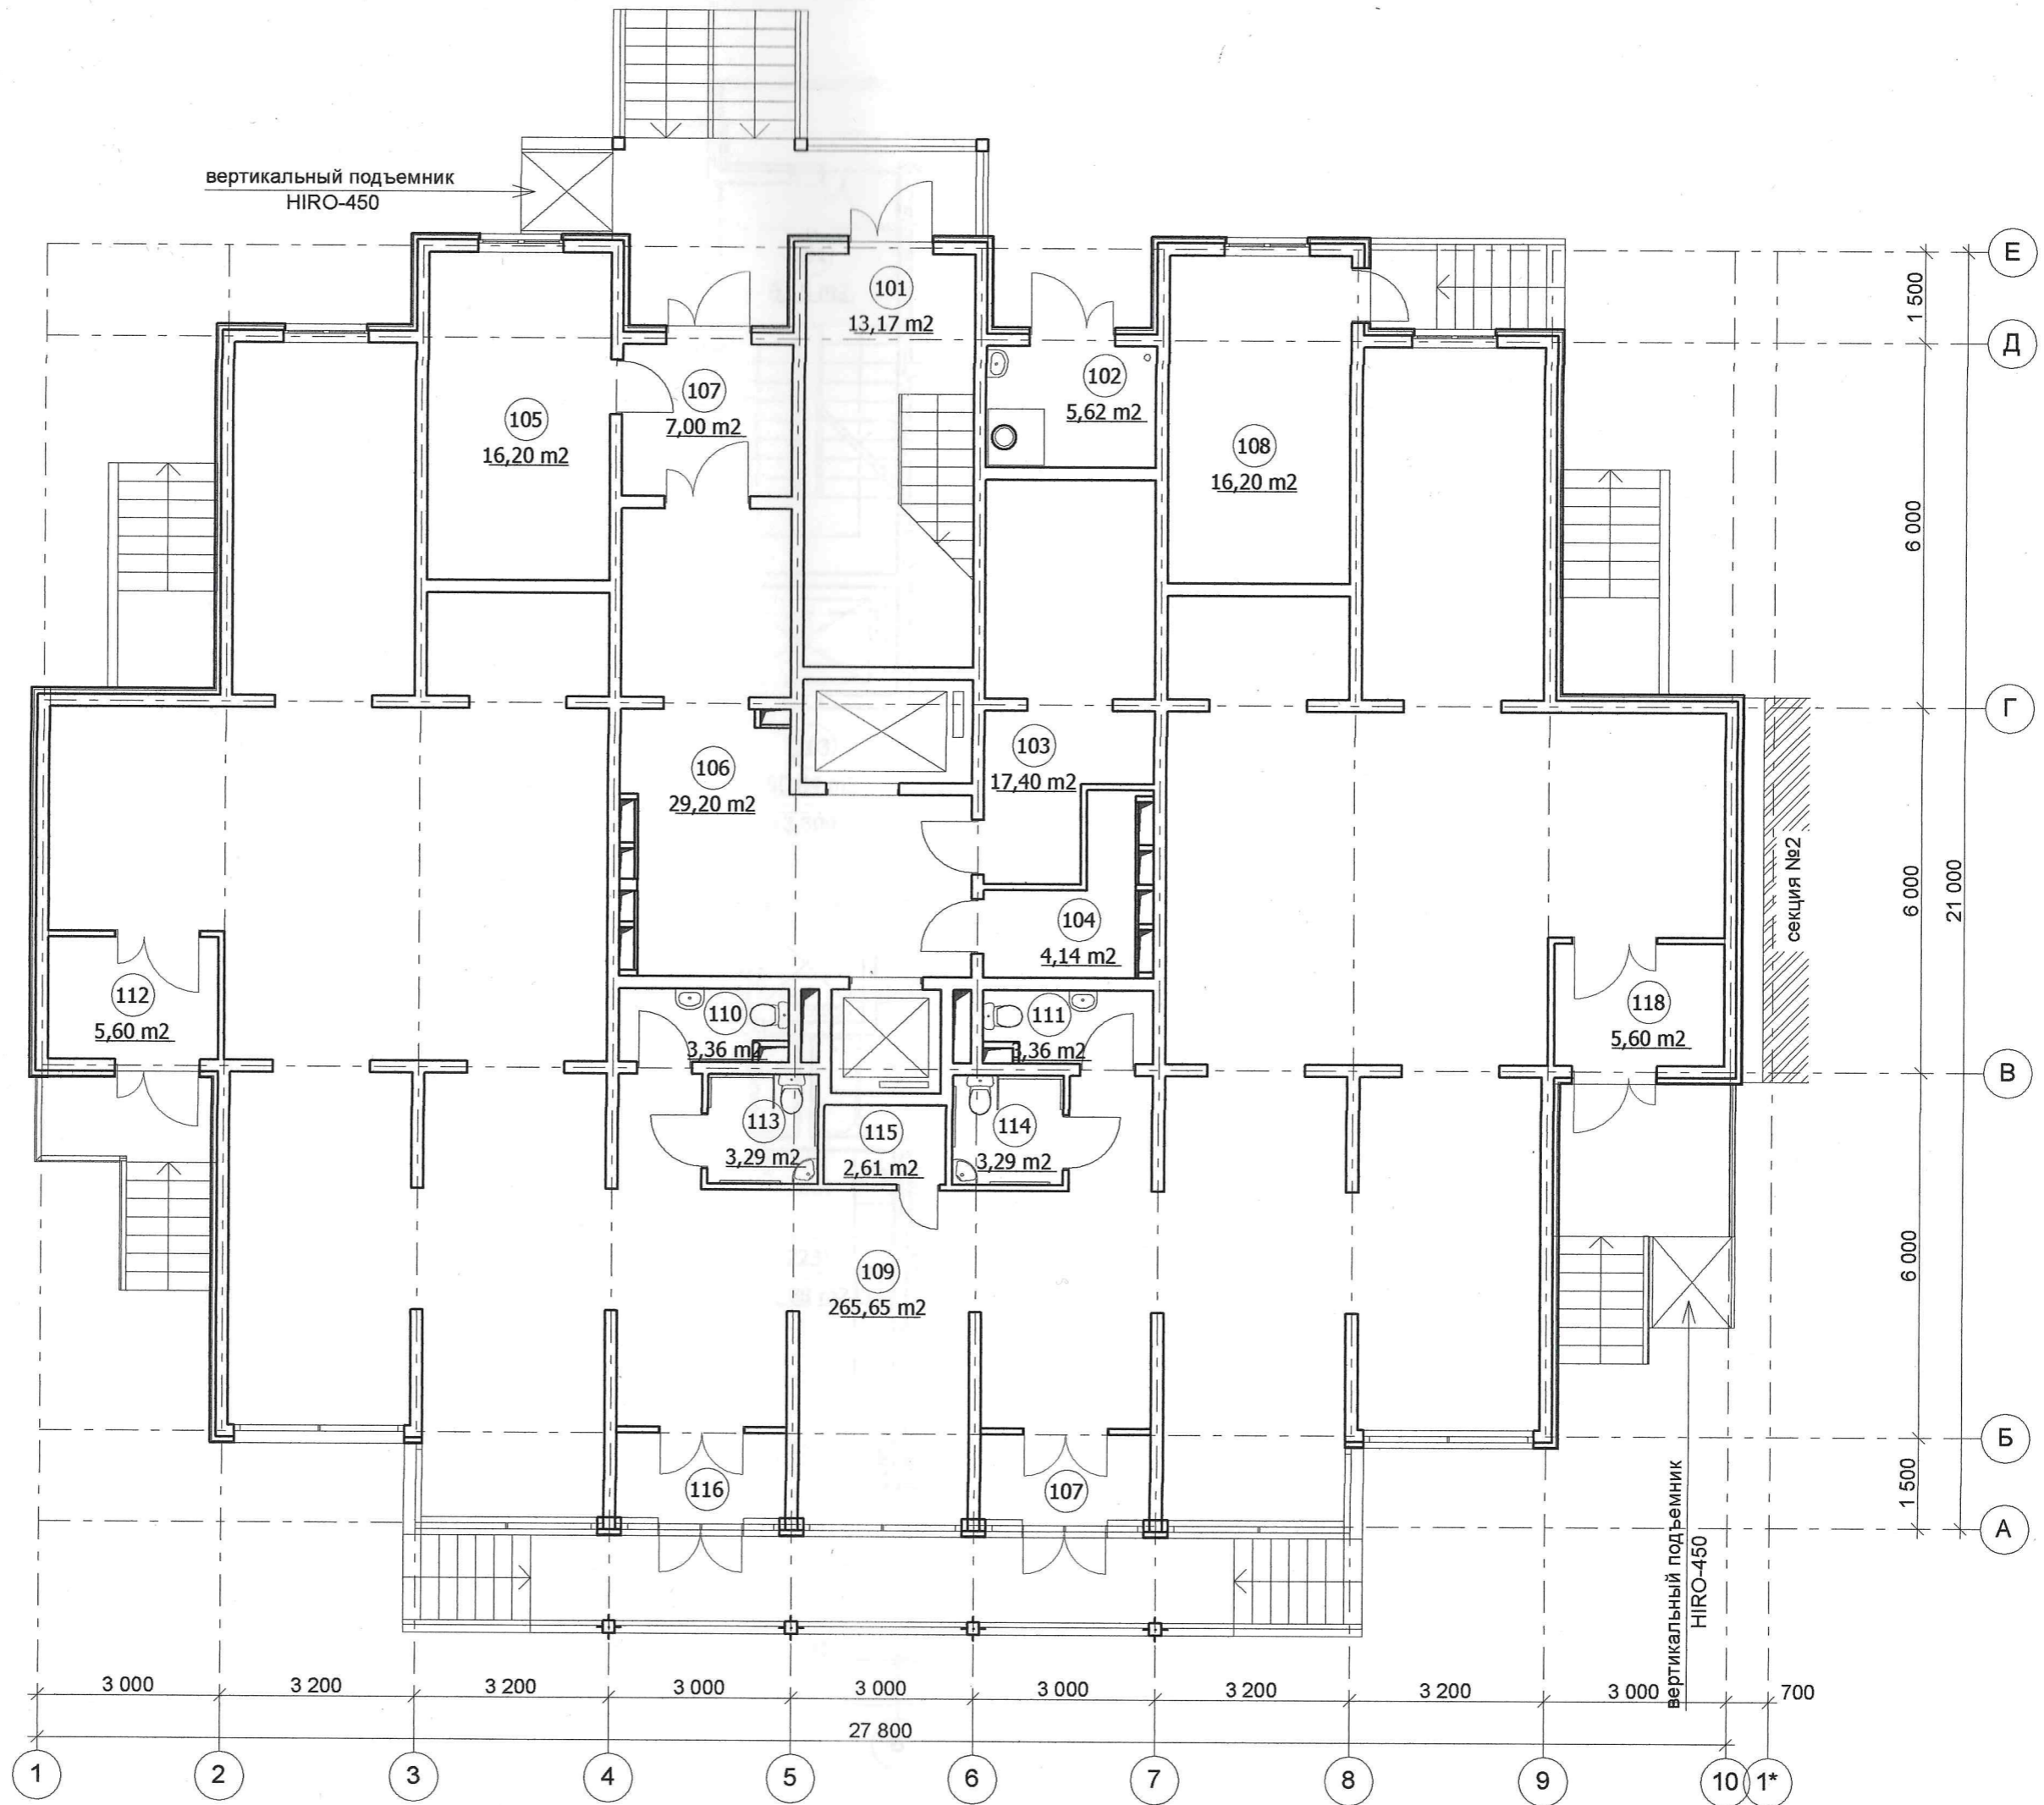 вертикальный подъемник
HIRO-450
101
13,17 m2
102
5,62 m2
107
7,00 m2
105
16,20 m2
108
16,20 m2
103
17,40 m2
106
29,20 m2
104
4,14 m2
112
5,60 m2
110
3,36 m2
111
3,36 m2
118
5,60 m2
113
3,29 m2
115
2,61 m2
114
3,29 m2
109
265,65 m2
116
107
секция №2
вертикальный подъемник
HIRO-450
Е
1 500
Д
6 000
Г
6 000
21 000
В
6 000
Б
1 500
А
3 000
3 200
3 200
3 000
3 000
3 000
3 200
3 200
3 000
700
27 800
1
2
3
4
5
6
7
8
9
10
1*